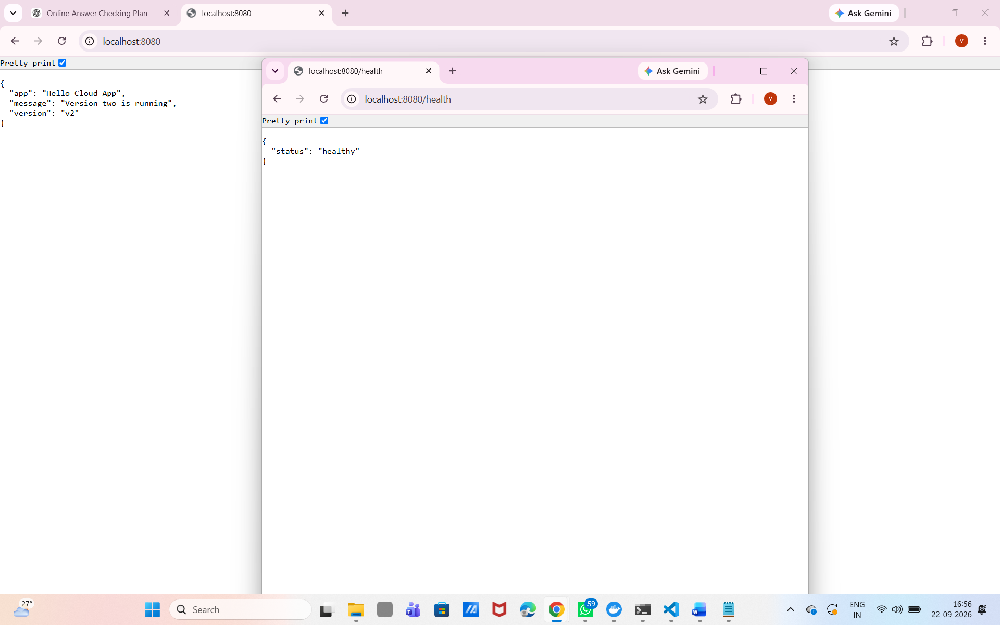 Online Answer Checking Plan
localhost:8080
Ask Gemini
localhost:8080
V
Pretty print
{
"app": "Hello Cloud App",
"message": "Version two is running",
"version": "v2"
}
localhost:8080/health
Ask Gemini
localhost:8080/health
V
Pretty print
{
"status": "healthy"
}
27°
Search
T
59
W
ENG
IN
16:56
22-09-2026